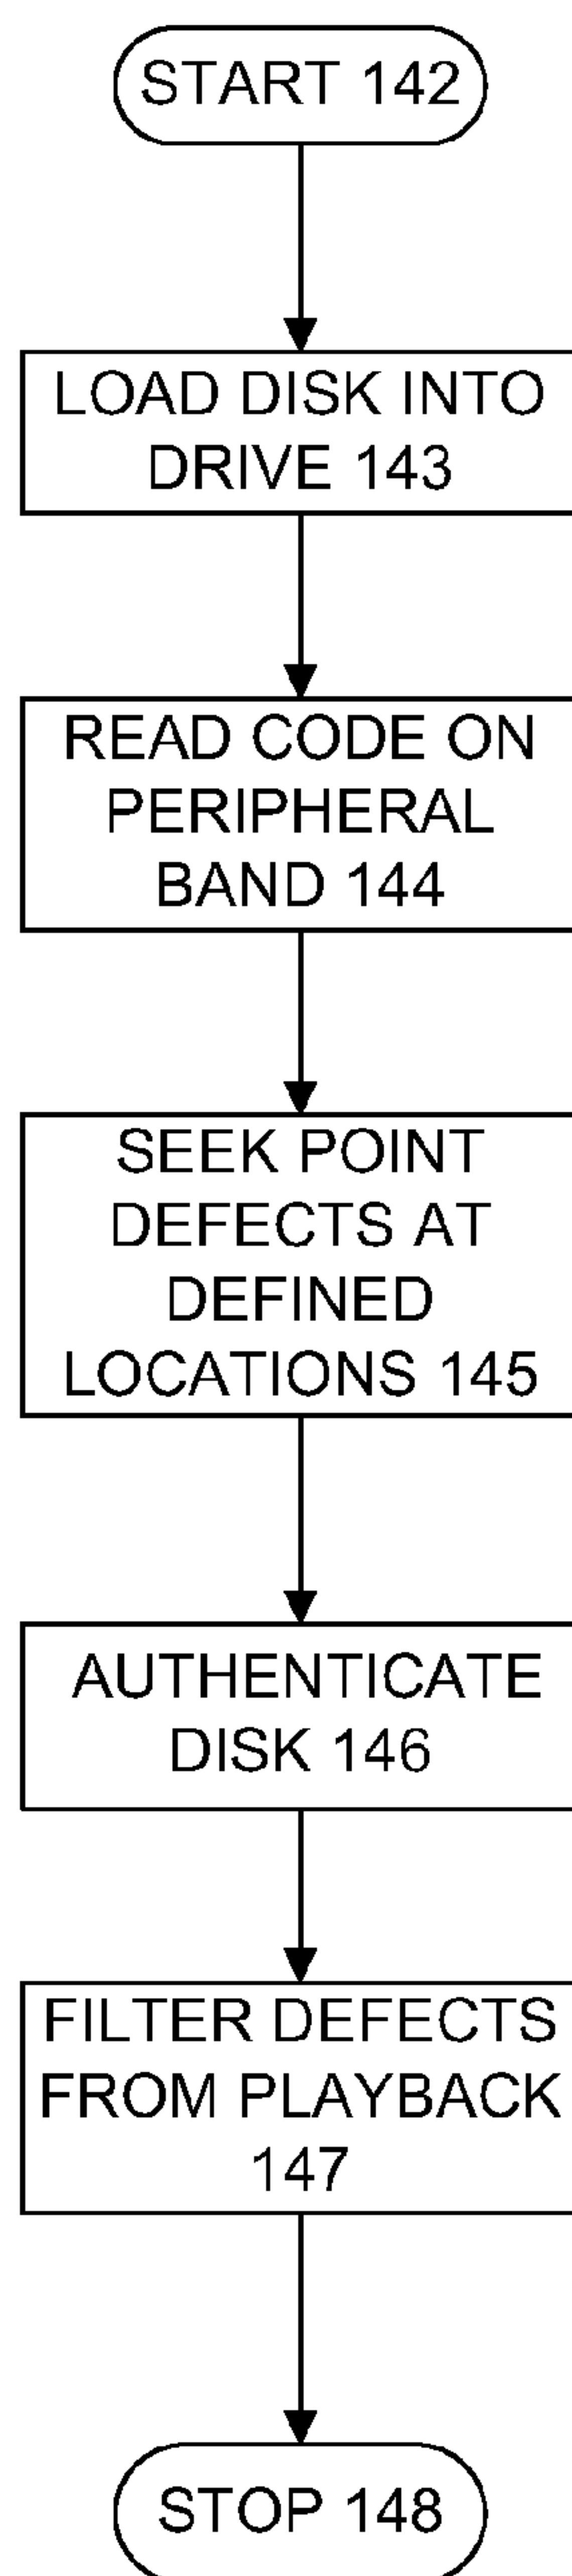 START 142
LOAD DISK INTO
DRIVE 143
READ CODE ON
PERIPHERAL
BAND 144
SEEK POINT
DEFECTS AT
DEFINED
LOCATIONS 145
AUTHENTICATE
DISK 146
FILTER DEFECTS
FROM PLAYBACK
147
STOP 148